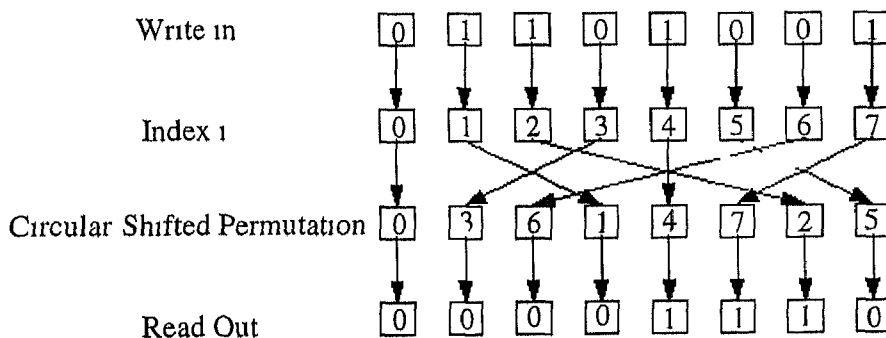 Write in 0 1 1 0 1 0 0 1
Index i 0 1 2 3 4 5 6 7
Circular Shifted Permutation 0 3 6 1 4 7 2 5
Read Out 0 0 0 0 1 1 1 0